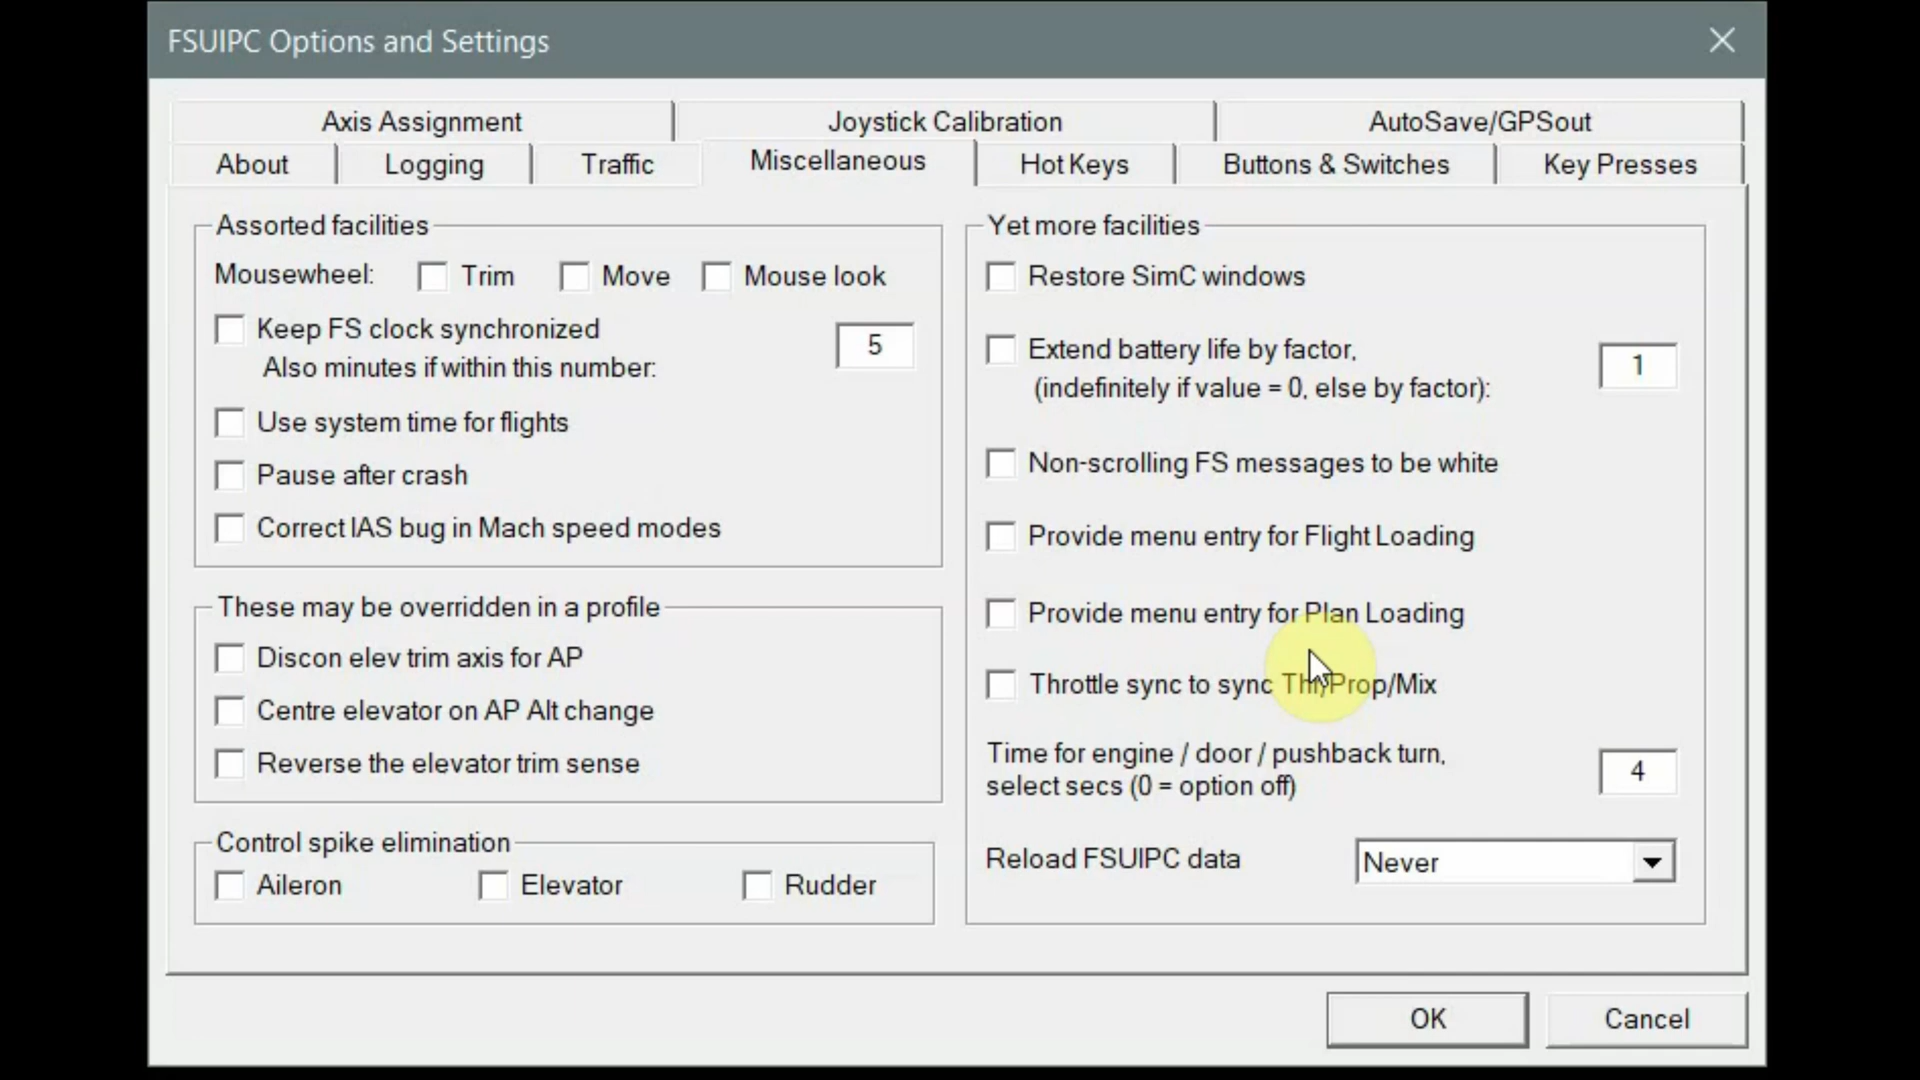 FSUIPC Options and Settings
Axis Assignment
Joystick Calibration
AutoSave/GPSout
About
Logging
Traffic
Miscellaneous
Hot Keys
Buttons & Switches
Key Presses
Assorted facilities
Mousewheel:
Trim
Move
Mouse look
Keep FS clock synchronized
Also minutes if within this number:
5
Use system time for flights
Pause after crash
Correct IAS bug in Mach speed modes
These may be overridden in a profile
Discon elev trim axis for AP
Centre elevator on AP Alt change
Reverse the elevator trim sense
Control spike elimination
Aileron
Elevator
Rudder
Yet more facilities
Restore SimC windows
Extend battery life by factor,
(indefinitely if value = 0, else by factor):
1
Non-scrolling FS messages to be white
Provide menu entry for Flight Loading
Provide menu entry for Plan Loading
Throttle sync to sync Thr/Prop/Mix
Time for engine / door / pushback turn,
select secs (0 = option off)
4
Reload FSUIPC data
Never
OK
Cancel